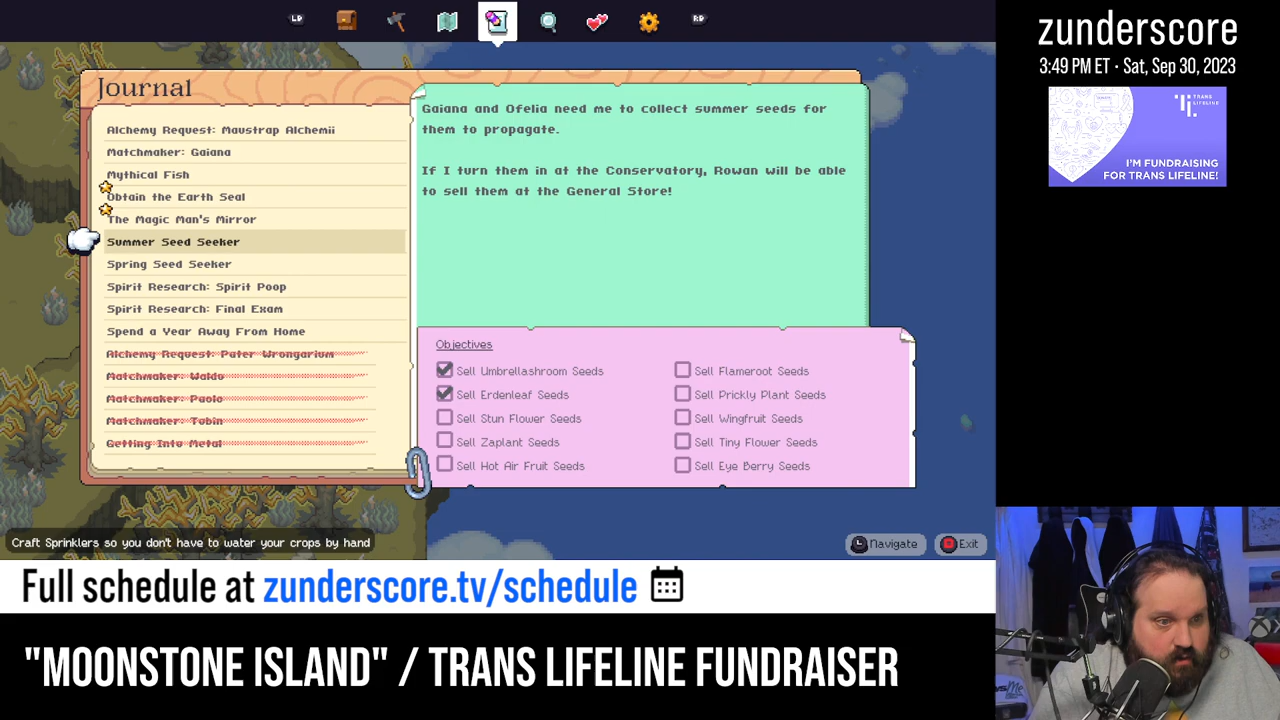 LB
RB
zunderscore
3:49 PM ET · Sat, Sep 30, 2023
TRANS
LIFELINE
I'M FUNDRAISING
FOR TRANS LIFELINE!
Journal
Alchemy Request: Maustrap Alchemii
Matchmaker: Gaiana
Mythical Fish
Obtain the Earth Seal
The Magic Man's Mirror
Summer Seed Seeker
Spring Seed Seeker
Spirit Research: Spirit Poop
Spirit Research: Final Exam
Spend a Year Away From Home
Alchemy Request: Pater Wrongarium
Matchmaker: Waldo
Matchmaker: Paolo
Matchmaker: Tobin
Getting Into Metal
Gaiana and Ofelia need me to collect summer seeds for
them to propagate.
If I turn them in at the Conservatory, Rowan will be able
to sell them at the General Store!
Objectives
Sell Umbrellashroom Seeds
Sell Erdenleaf Seeds
Sell Stun Flower Seeds
Sell Zaplant Seeds
Sell Hot Air Fruit Seeds
Sell Flameroot Seeds
Sell Prickly Plant Seeds
Sell Wingfruit Seeds
Sell Tiny Flower Seeds
Sell Eye Berry Seeds
Craft Sprinklers so you don't have to water your crops by hand
Navigate
Exit
Full schedule at zunderscore.tv/schedule
"MOONSTONE ISLAND" / TRANS LIFELINE FUNDRAISER